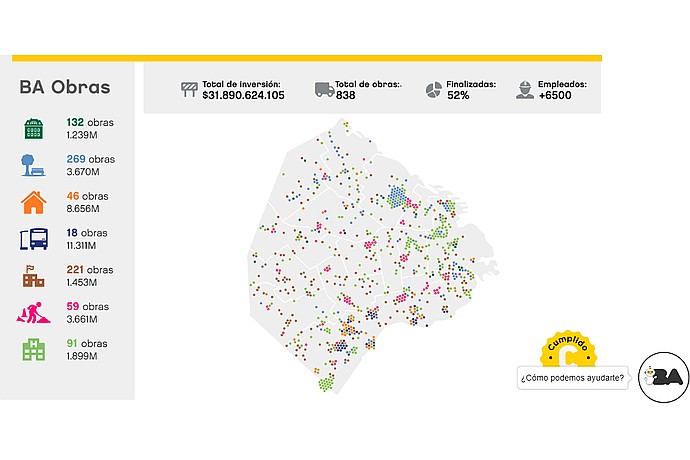 BA Obras
Total de inversión:
$31.890.624.105
Total de obras:.
838
Finalizadas:
52%
Empleados:
+6500
132 obras
1.239M
269 obras
3.670M
46 obras
8.656M
18 obras
11.311M
221 obras
1.453M
59 obras
3.661M
91 obras
1.899M
Cumplido
C
¿Cómo podemos ayudarte?
BA